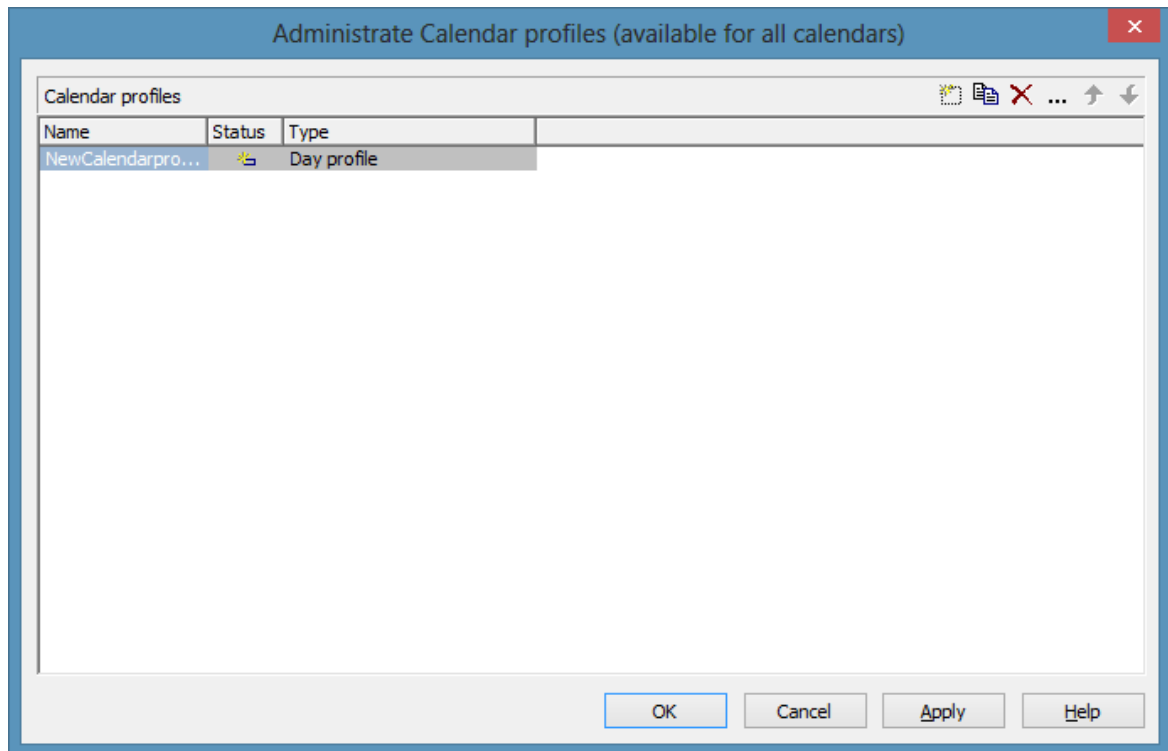 Administrate Calendar profiles (available for all calendars)
Calendar profiles
Name Status Type
NewCalendarpro... Day profile
OK Cancel Apply Help